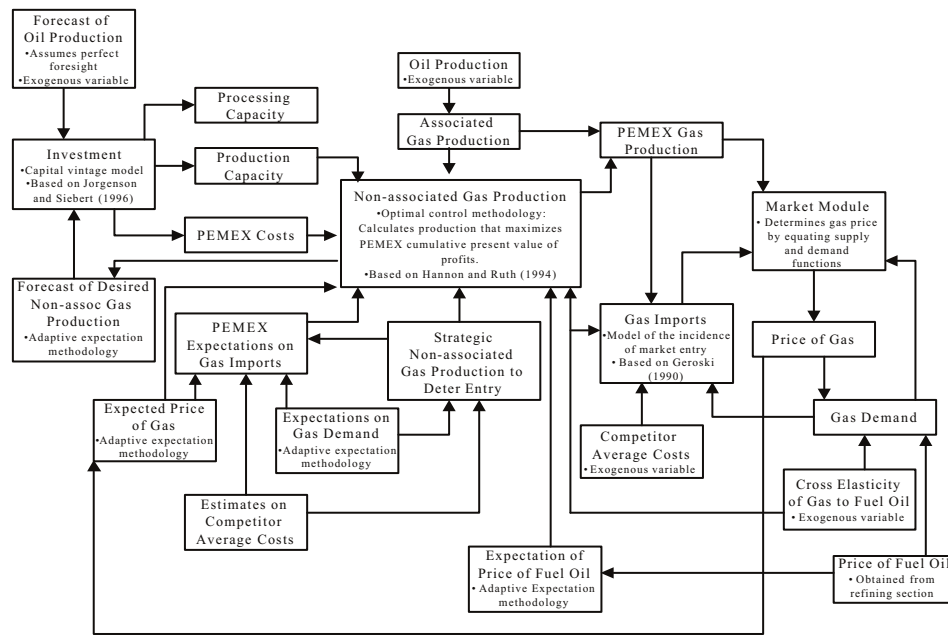 Forecast of
Oil Production
•Assumes perfect
foresight
•Exogenous variable
Processing
Capacity
Oil Production
•Exogenous variable
Associated
Gas Production
PEMEX Gas
Production
Investment
•Capital vintage model
•Based on Jorgenson
and Siebert (1996)
Production
Capacity
PEMEX Costs
Non-associated Gas Production
•Optimal control methodology:
Calculates production that maximizes
PEMEX cumulative present value of
profits.
•Based on Hannon and Ruth (1994)
Market Module
• Determines gas price
by equating supply
and demand
functions
Forecast of Desired
Non-assoc Gas
Production
•Adaptive expectation
methodology
PEMEX
Expectations on
Gas Imports
Strategic
Non-associated
Gas Production to
Deter Entry
Gas Imports
•Model of the incidence
of market entry
• Based on Geroski
(1990)
Price of Gas
Expected Price
of Gas
•Adaptive expectation
methodology
Expectations on
Gas Demand
•Adaptive expectation
methodology
Competitor
Average Costs
• Exogenous variable
Gas Demand
Estimates on
Competitor
Average Costs
Cross Elasticity
of Gas to Fuel Oil
• Exogenous variable
Expectation of
Price of Fuel Oil
• Adaptive Expectation
methodology
Price of Fuel Oil
• Obtained from
refining section